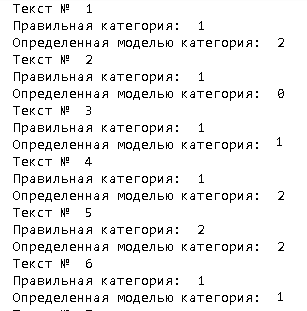 Текст № 1
Правильная категория: 1
Определенная моделью категория: 2
Текст № 2
Правильная категория: 1
Определенная моделью категория: 0
Текст № 3
Правильная категория: 1
Определенная моделью категория: 1
Текст № 4
Правильная категория: 1
Определенная моделью категория: 2
Текст № 5
Правильная категория: 2
Определенная моделью категория: 2
Текст № 6
Правильная категория: 1
Определенная моделью категория: 1